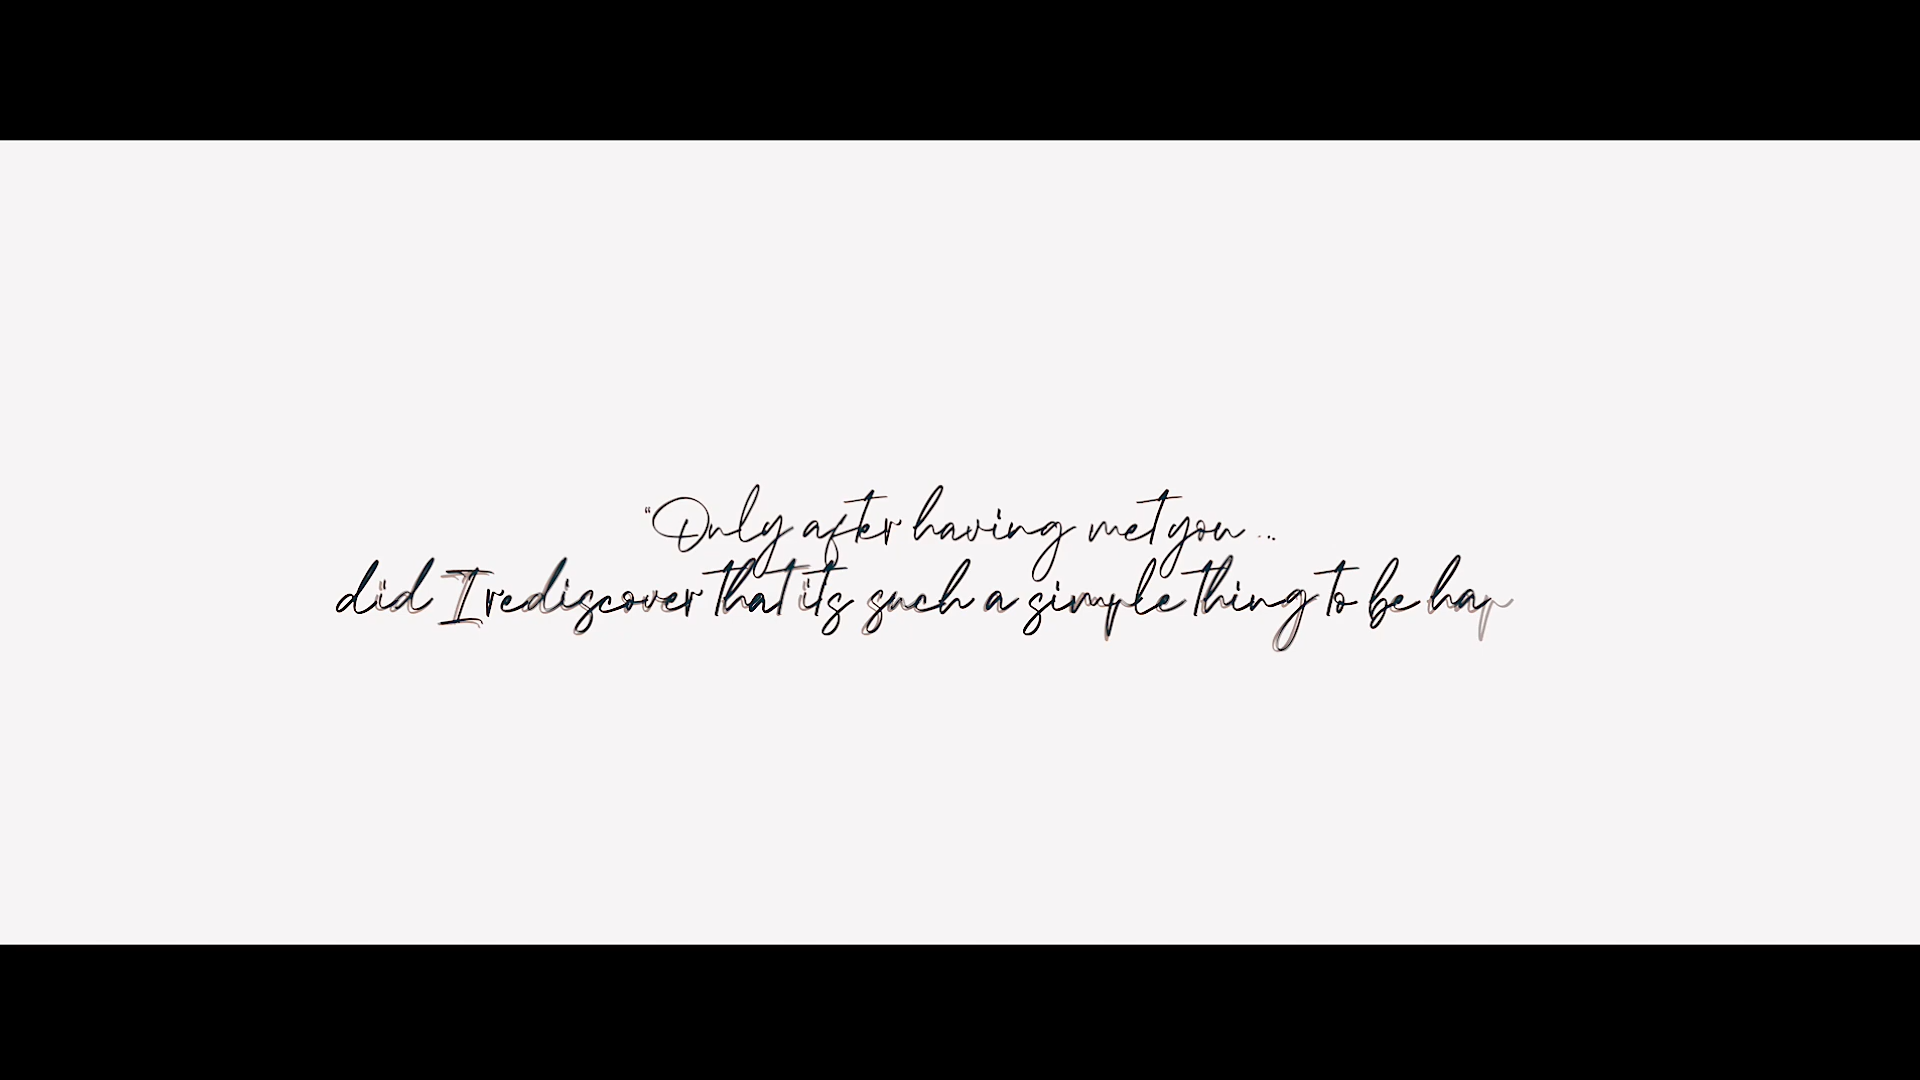 "Only after having met you...
did I rediscover that its such a simple thing to be hap